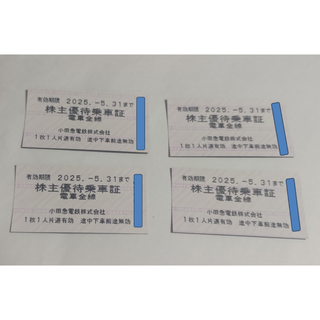 有効期限 2025.-5.31まで
株主優待乗車証
電車全線
小田急電鉄株式会社
1枚1人片道有効 途中下車前途無効
有効期限 2025.-5.31まで
株主優待乗車証
電車全線
小田急電鉄株式会社
1枚1人片道有効 途中下車前途無効
有効期限 2025.-5.31まで
株主優待乗車証
電車全線
小田急電鉄株式会社
1枚1人片道有効 途中下車前途無効
有効期限 2025.-5.31まで
株主優待乗車証
電車全線
小田急電鉄株式会社
1枚1人片道有効 途中下車前途無効